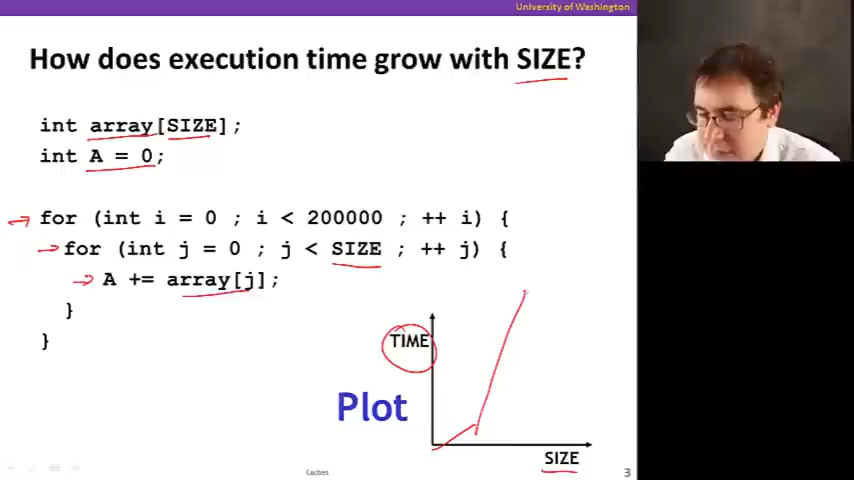 University of Washington
How does execution time grow with SIZE?
int array[SIZE];
int A = 0;
for (int i = 0 ; i < 200000 ; ++ i) {
for (int j = 0 ; j < SIZE ; ++ j) {
A += array[j];
}
}
TIME
Plot
SIZE
Caches
3